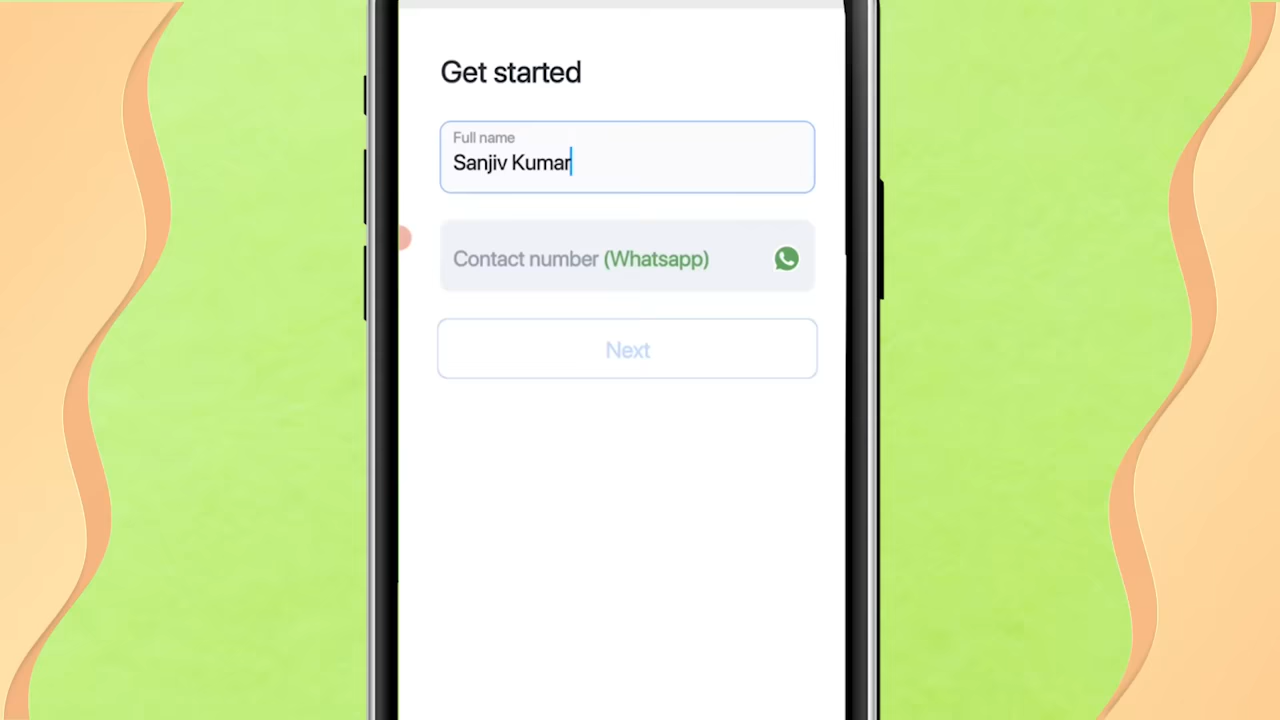 Get started
Full name
Sanjiv Kumar
Contact number (Whatsapp)
Next